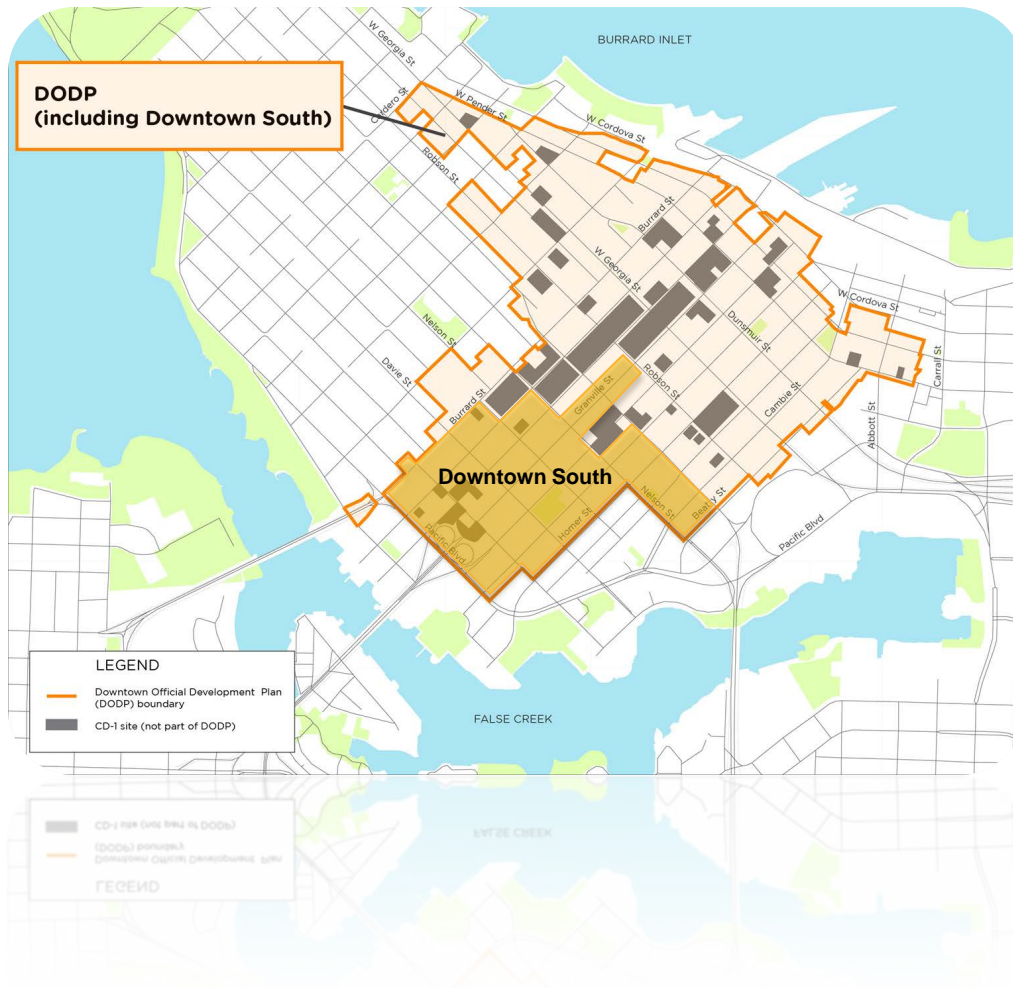 BURRARD INLET
W Georgia St
DODP
(including Downtown South)
W Pender St
W Cordova St
Robson St
Burrard St
W Georgia St
W Cordova St
Dunsmuir St
Nelson St
Carrall St
Davie St
Robson St
Granville St
Cambie St
Burrard St
Abbott St
Downtown South
Nelson St
Beatty St
Homer St
Pacific Blvd
Pacific Blvd
LEGEND
Downtown Official Development Plan
(DODP) boundary
CD-1 site (not part of DODP)
FALSE CREEK